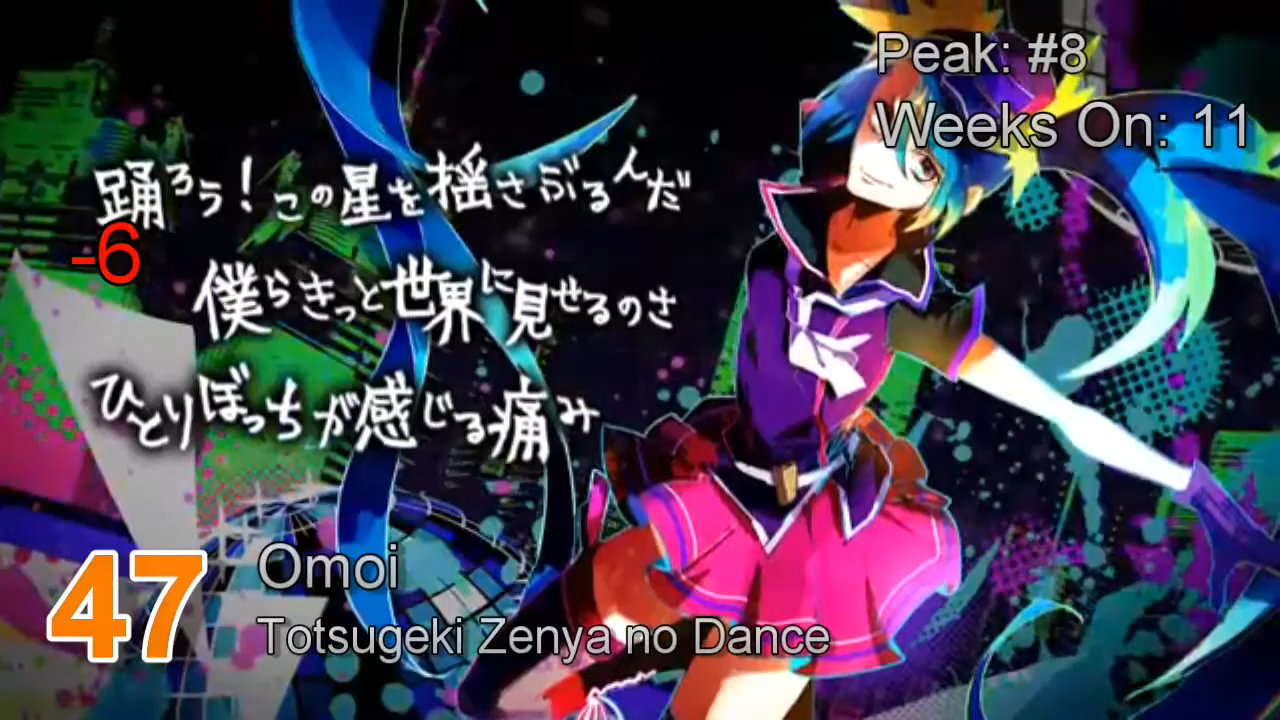 Peak: #8
Weeks On: 11
踊ろう!この星を揺さぶるんだ
-6
僕らきっと世界に見せるのさ
ひとりぼっちが感じる痛み
47
Omoi
Totsugeki Zenya no Dance